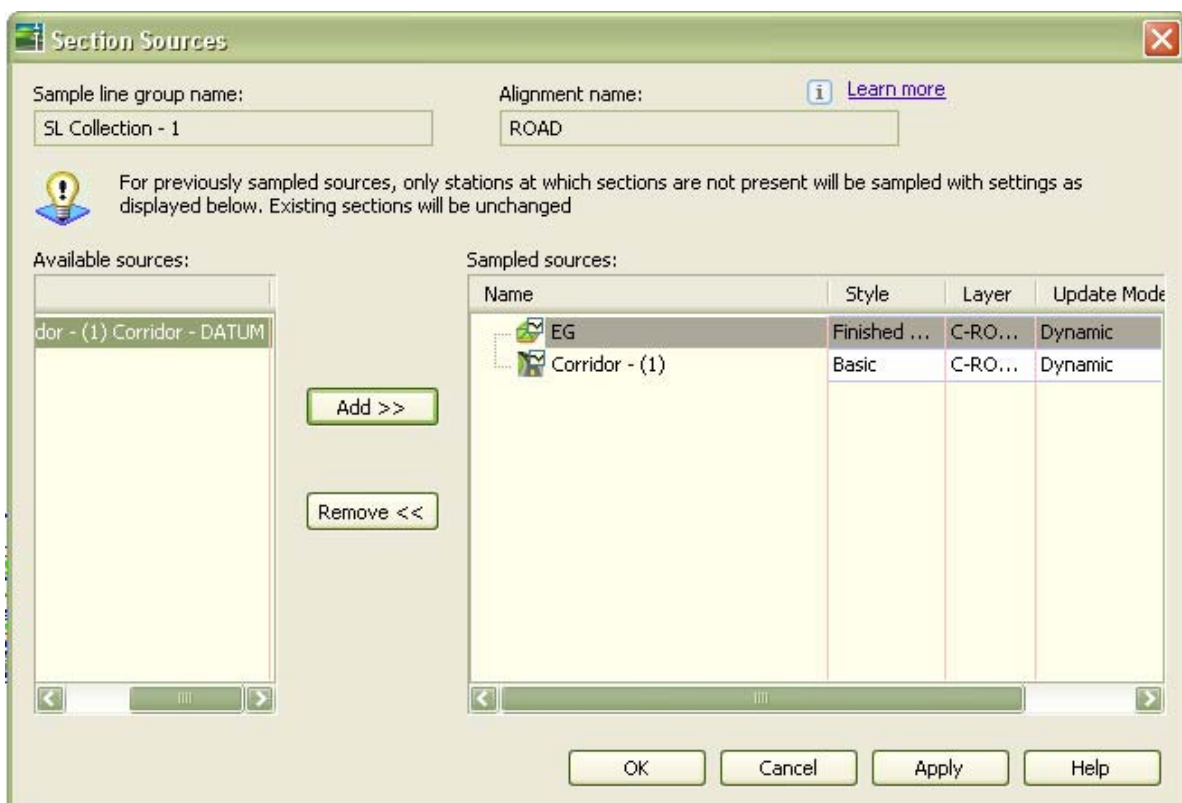 Section Sources
Sample line group name:
Alignment name:
Learn more
SL Collection - 1
ROAD
For previously sampled sources, only stations at which sections are not present will be sampled with settings as
displayed below. Existing sections will be unchanged
Available sources:
Sampled sources:
Name Style Layer Update Mode
dor - (1) Corridor - DATUM
EG Finished ... C-RO... Dynamic
Corridor - (1) Basic C-RO... Dynamic
Add >>
Remove <<
OK Cancel Apply Help